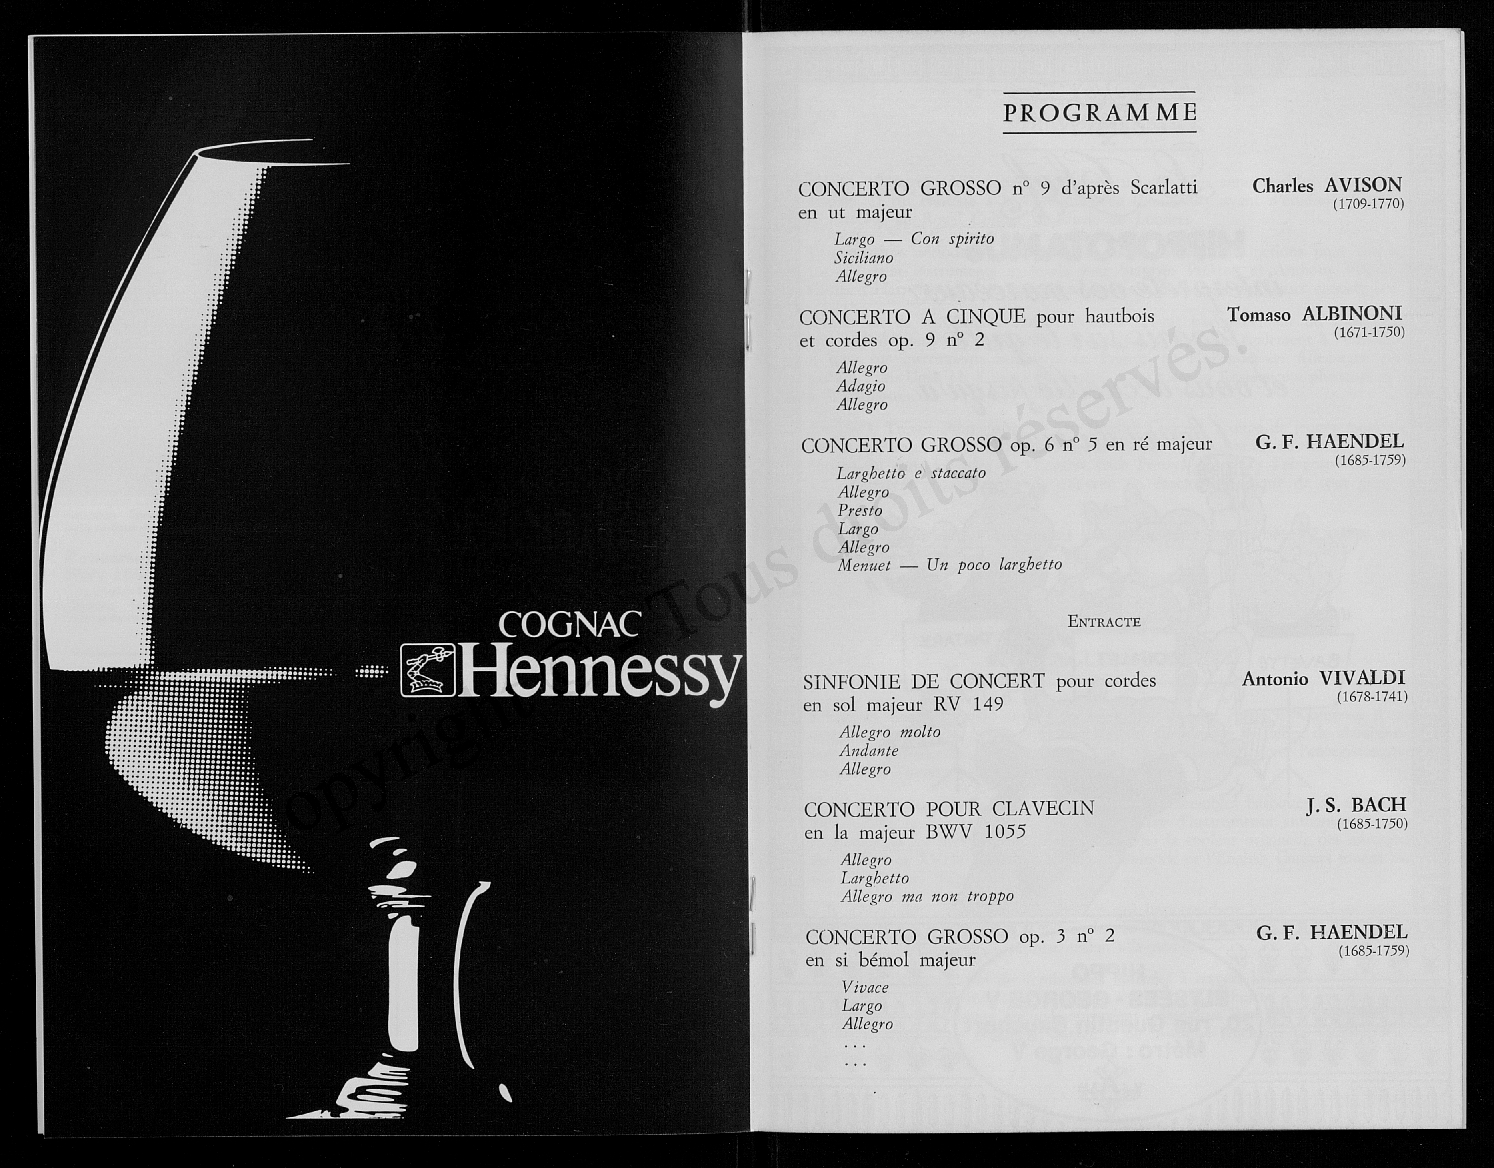 COGNAC
Hennessy
PROGRAMME
CONCERTO GROSSO n° 9 d'après Scarlatti Charles AVISON
en ut majeur (1709-1770)
Largo — Con spirito
Siciliano
Allegro
CONCERTO A CINQUE pour hautbois Tomaso ALBINONI
et cordes op. 9 n° 2 (1671-1750)
Allegro
Adagio
Allegro
CONCERTO GROSSO op. 6 n° 5 en ré majeur G. F. HAENDEL
(1685-1759)
Larghetto e staccato
Allegro
Presto
Largo
Allegro
Menuet — Un poco larghetto
ENTRACTE
SINFONIE DE CONCERT pour cordes Antonio VIVALDI
en sol majeur RV 149 (1678-1741)
Allegro molto
Andante
Allegro
CONCERTO POUR CLAVECIN J. S. BACH
en la majeur BWV 1055 (1685-1750)
Allegro
Larghetto
Allegro ma non troppo
CONCERTO GROSSO op. 3 n° 2 G. F. HAENDEL
en si bémol majeur (1685-1759)
Vivace
Largo
Allegro
...
...
Copyright Tous droits réservés.